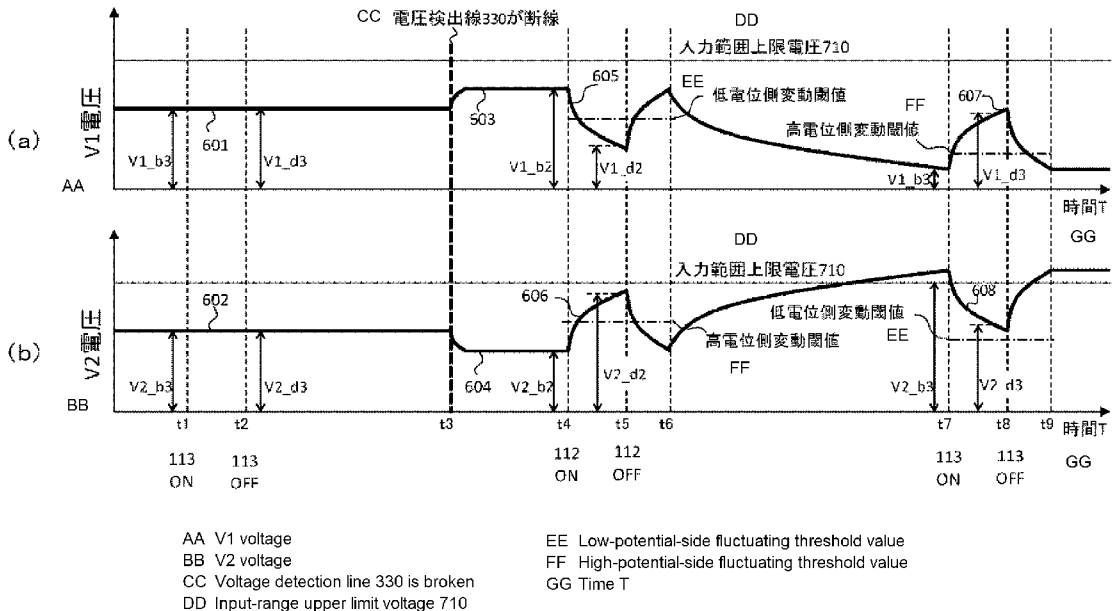 CC 電圧検出線330が断線
DD
入力範囲上限電圧710
(a)
V1電圧
AA
601
603
605
EE
低電位側変動閾値
FF
高電位側変動閾値
607
V1_b3
V1_d3
V1_b2
V1_d2
V1_b3
V1_d3
時間T
GG
DD
入力範囲上限電圧710
(b)
V2電圧
BB
602
604
606
高電位側変動閾値
FF
低電位側変動閾値
EE
608
V2_b3
V2_d3
V2_b2
V2_d2
V2_b3
V2_d3
t1
t2
t3
t4
t5
t6
t7
t8
t9
時間T
GG
113
ON
113
OFF
112
ON
112
OFF
113
ON
113
OFF
AA V1 voltage
BB V2 voltage
CC Voltage detection line 330 is broken
DD Input-range upper limit voltage 710
EE Low-potential-side fluctuating threshold value
FF High-potential-side fluctuating threshold value
GG Time T